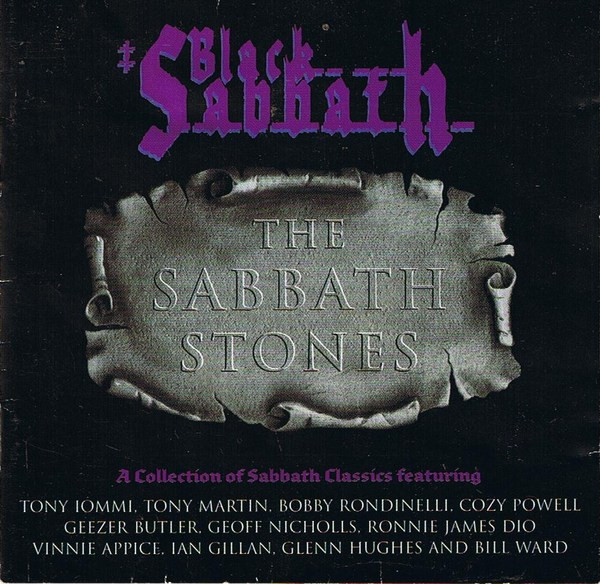 Black
Sabbath
THE
SABBATH
STONES
A Collection of Sabbath Classics featuring
TONY IOMMI, TONY MARTIN, BOBBY RONDINELLI, COZY POWELL
GEEZER BUTLER, GEOFF NICHOLLS, RONNIE JAMES DIO
VINNIE APPICE, IAN GILLAN, GLENN HUGHES AND BILL WARD